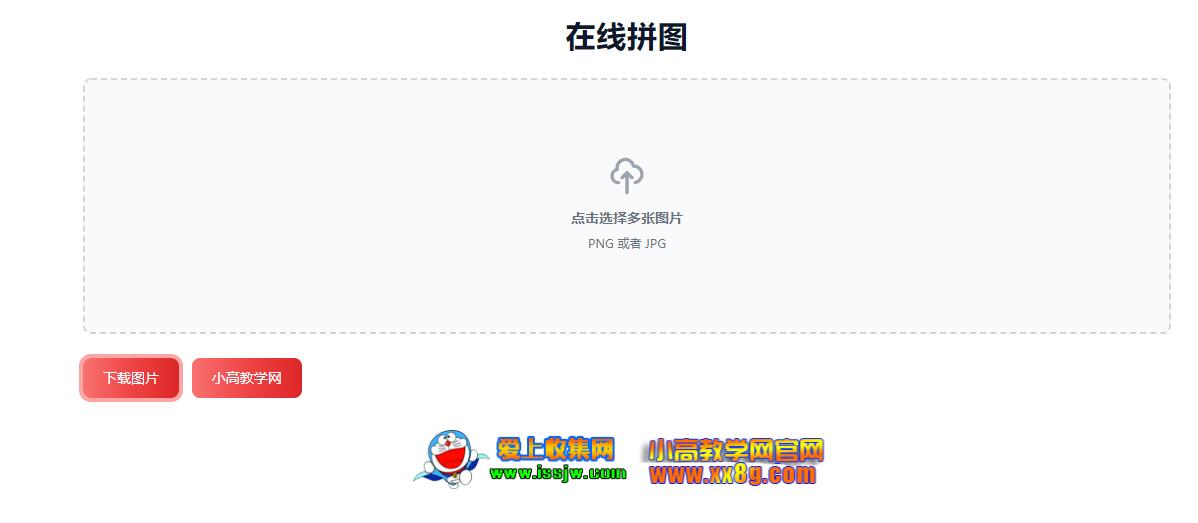 在线拼图
点击选择多张图片
PNG 或者 JPG
下载图片
小高教学网
爱上收集网
www.issjw.com
小高教学网官网
www.xx8g.com